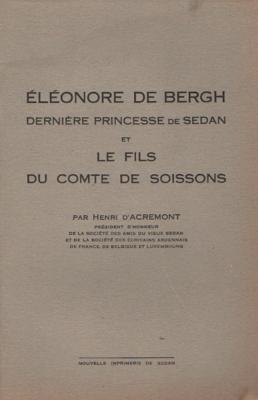 ÉLÉONORE DE BERGH
DERNIÈRE PRINCESSE DE SEDAN
ET
LE FILS
DU COMTE DE SOISSONS
PAR HENRI D'ACREMONT
PRÉSIDENT D'HONNEUR
DE LA SOCIÉTÉ DES AMIS DU VIEUX SEDAN
ET DE LA SOCIÉTÉ DES ÉCRIVAINS ARDENNAIS
DE FRANCE, DE BELGIQUE ET LUXEMBOURG
NOUVELLE IMPRIMERIE DE SEDAN